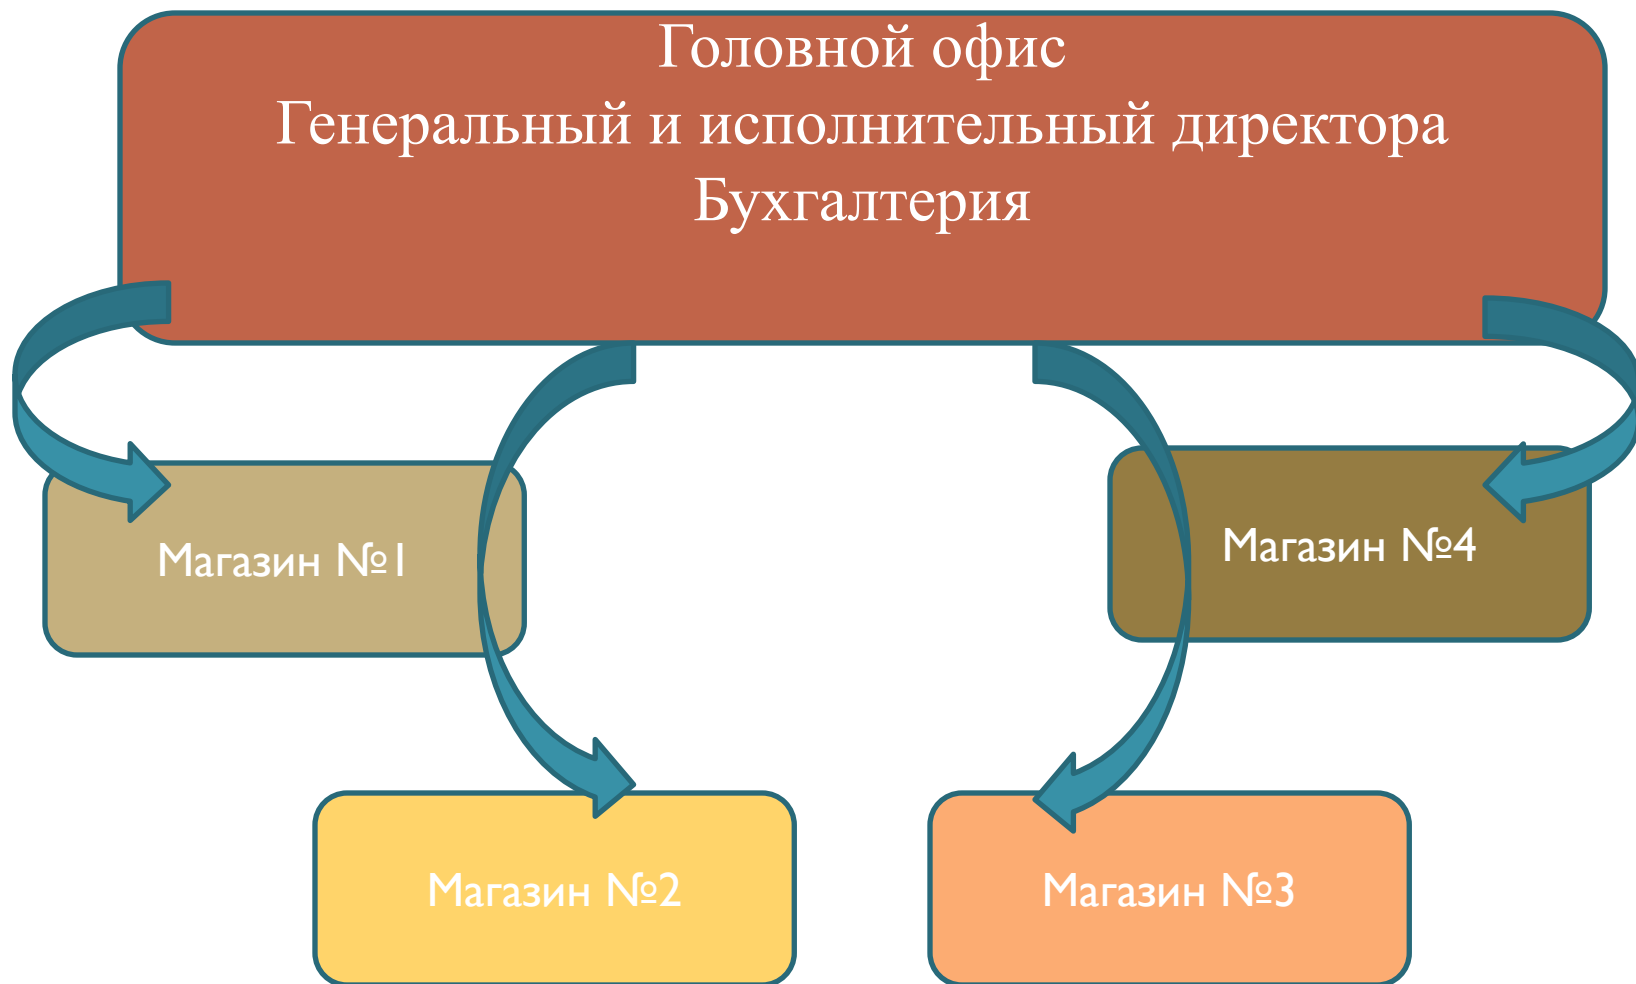 Головной офис
Генеральный и исполнительный директора
Бухгалтерия
Магазин №1
Магазин №4
Магазин №2
Магазин №3